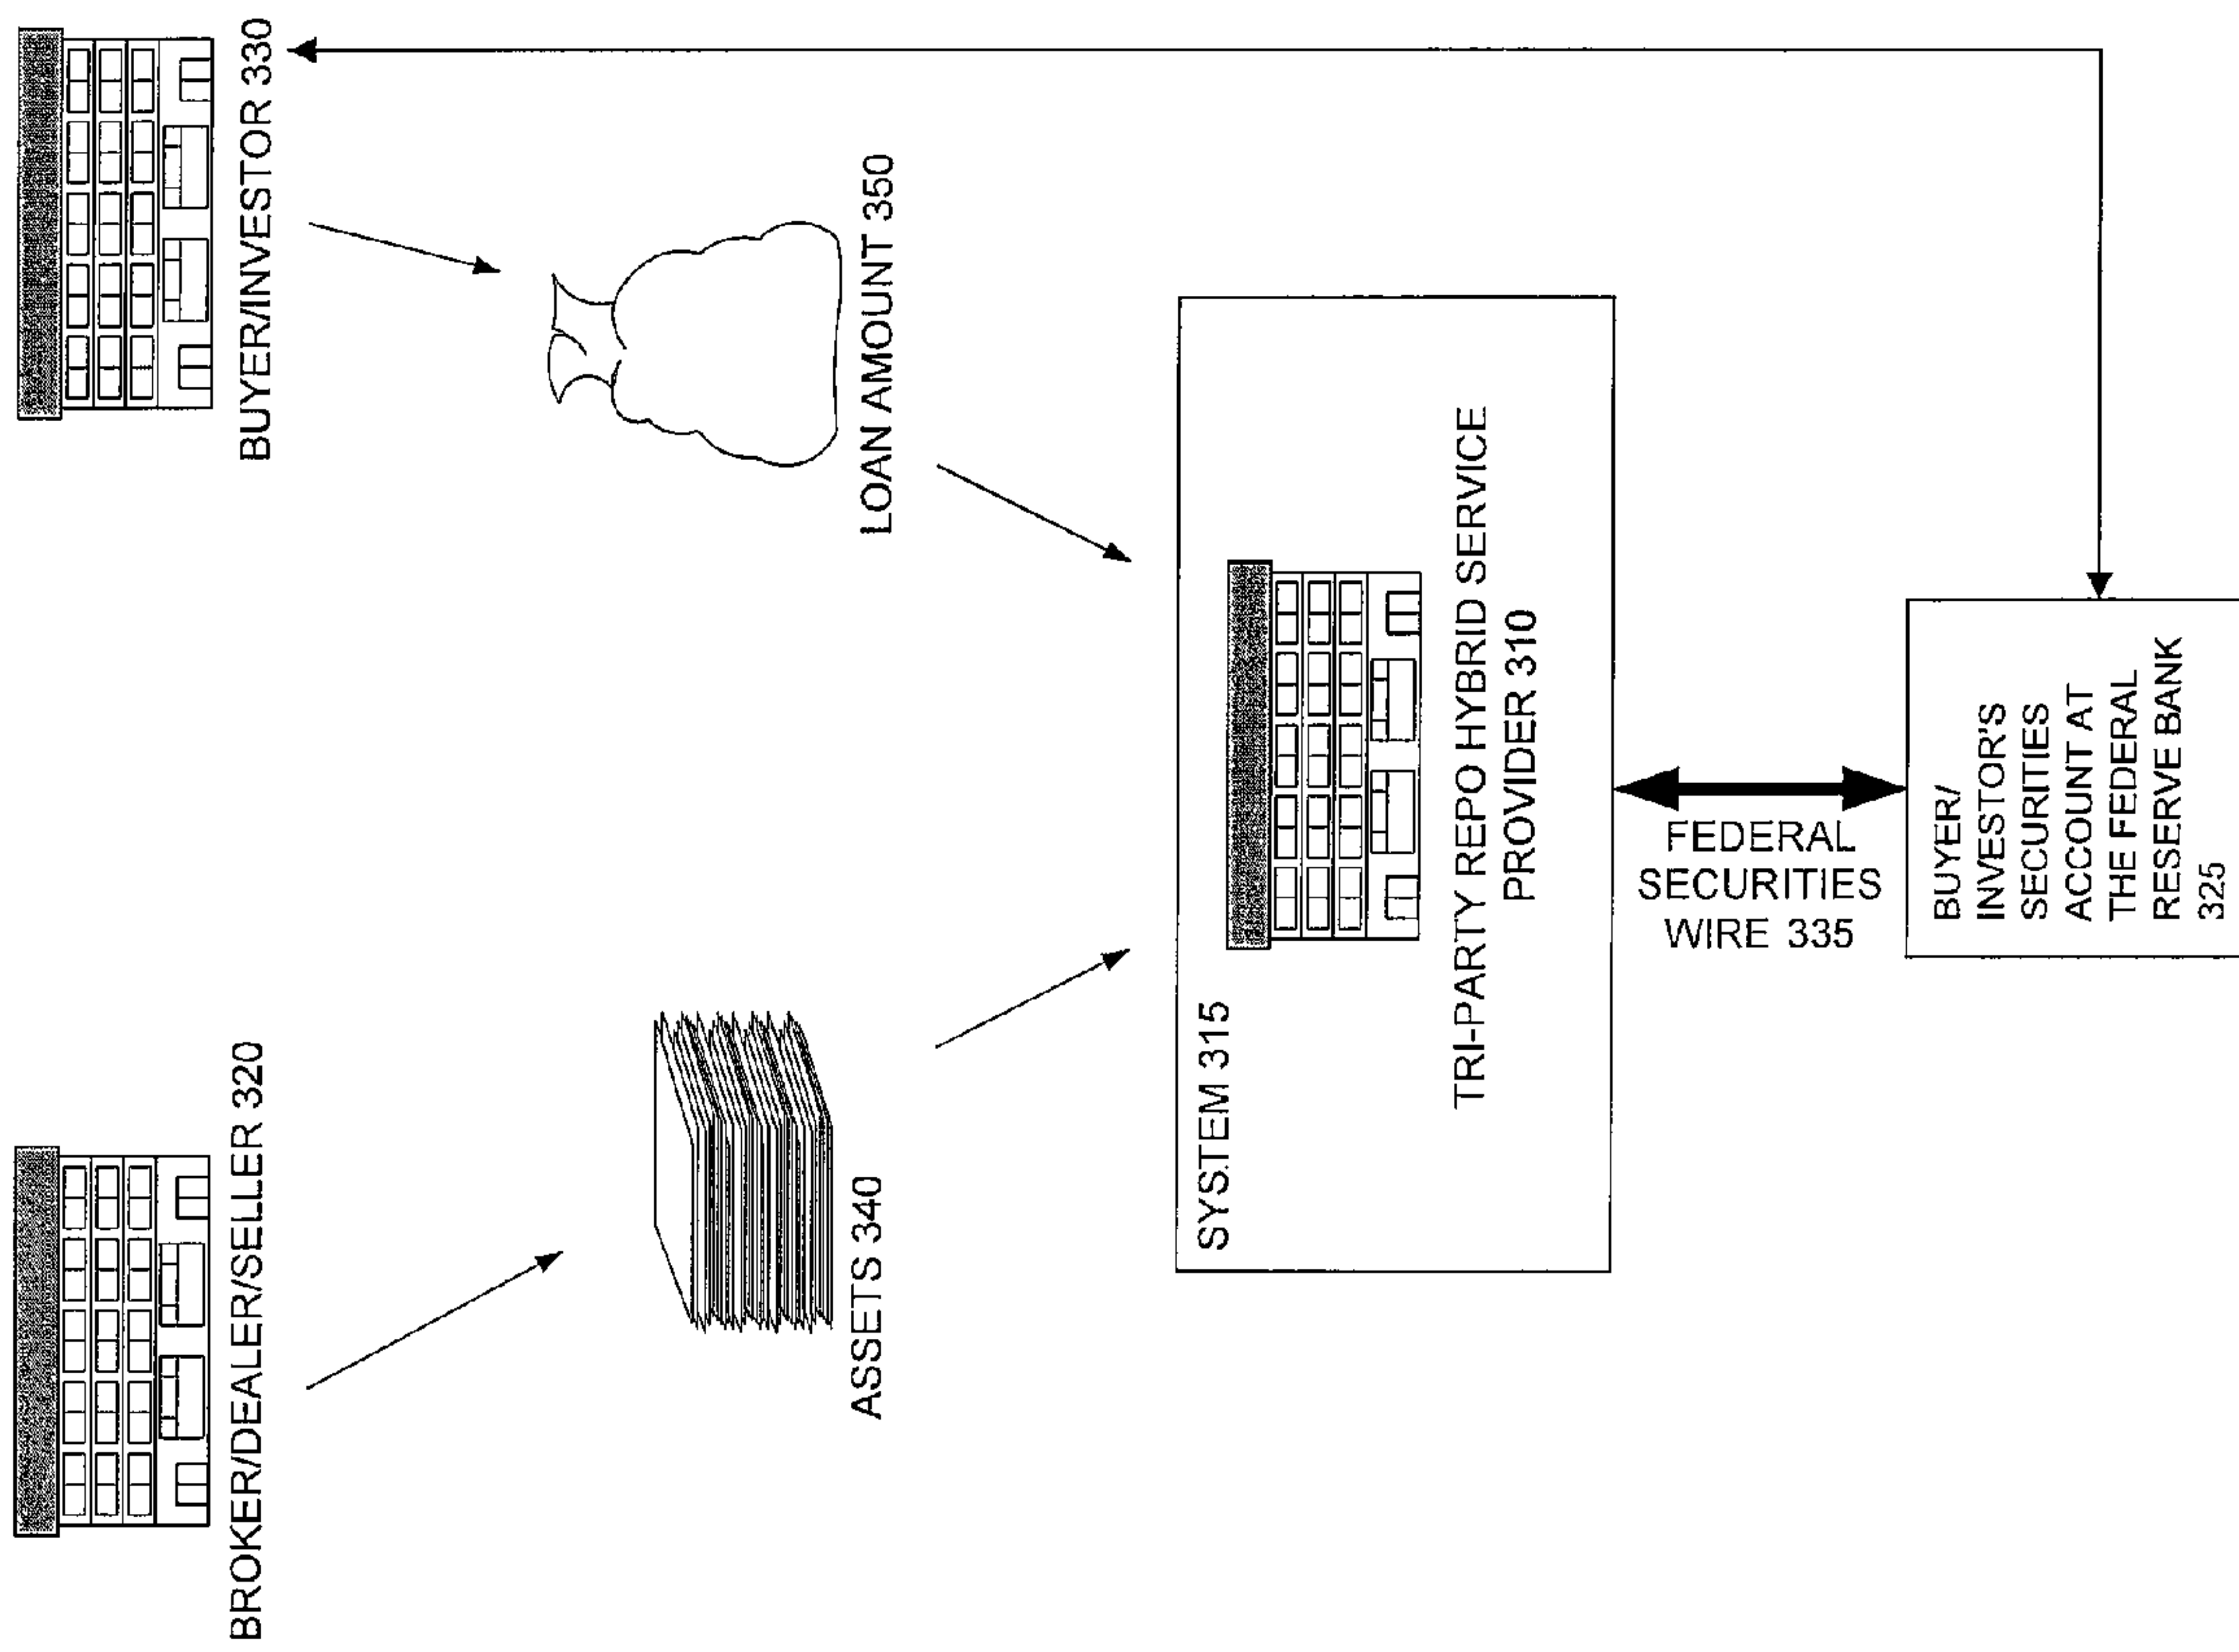 BROKER/DEALER/SELLER 320
BUYER/INVESTOR 330
ASSETS 340
LOAN AMOUNT 350
SYSTEM 315
TRI-PARTY REPO HYBRID SERVICE
PROVIDER 310
FEDERAL
SECURITIES
WIRE 335
BUYER/
INVESTOR'S
SECURITIES
ACCOUNT AT
THE FEDERAL
RESERVE BANK
325